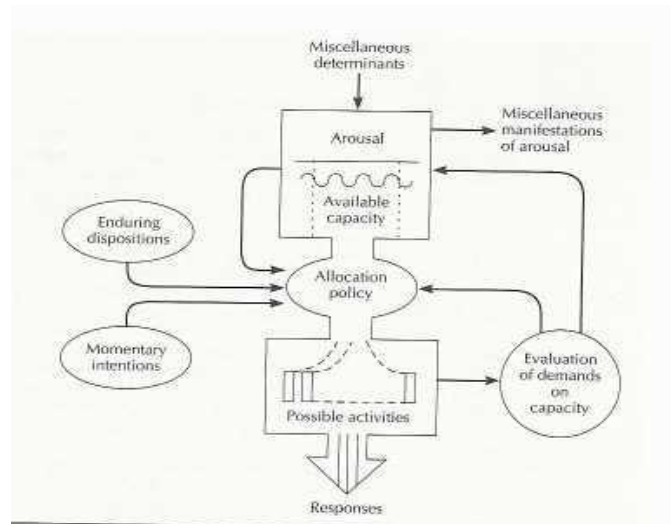 Miscellaneous
determinants
Arousal
Miscellaneous
manifestations
of arousal
Available
capacity
Enduring
dispositions
Allocation
policy
Momentary
intentions
Evaluation
of demands
on
capacity
Possible activities
Responses